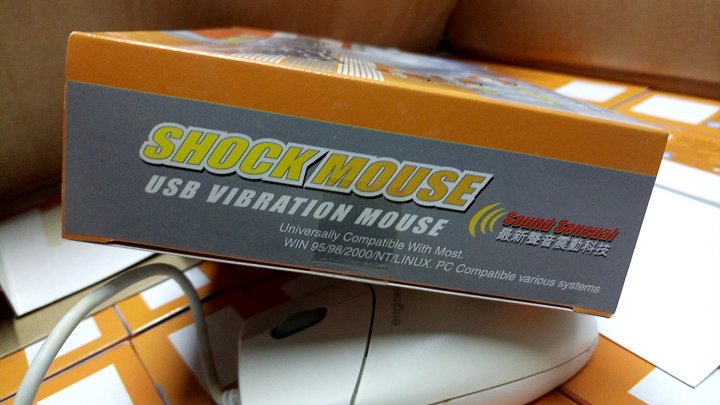 SHOCK MOUSE
USB VIBRATION MOUSE
Sound Sensual
最新聲音震動科技
Universally Compatible With Most.
WIN 95/98/2000/NT/LINUX. PC Compatible various systems